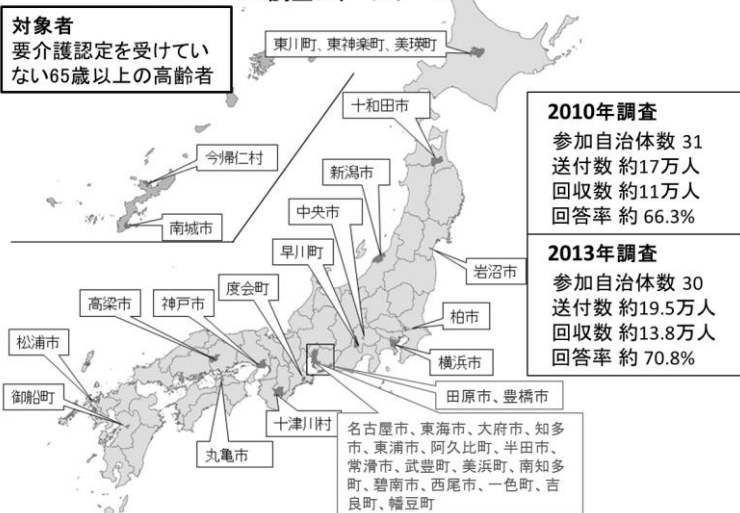 対象者
要介護認定を受けてい
ない65歳以上の高齢者
東川町、東神楽町、美瑛町
十和田市
今帰仁村
新潟市
南城市
中央市
早川町
岩沼市
度会町
高梁市
神戸市
柏市
松浦市
横浜市
御船町
田原市、豊橋市
十津川村
丸亀市
名古屋市、東海市、大府市、知多
市、東浦市、阿久比町、半田市、
常滑市、武豊町、美浜町、南知多
町、碧南市、西尾市、一色町、吉
良町、幡豆町
2010年調査
参加自治体数 31
送付数 約17万人
回収数 約11万人
回答率 約 66.3%
2013年調査
参加自治体数 30
送付数 約19.5万人
回収数 約13.8万人
回答率 約 70.8%